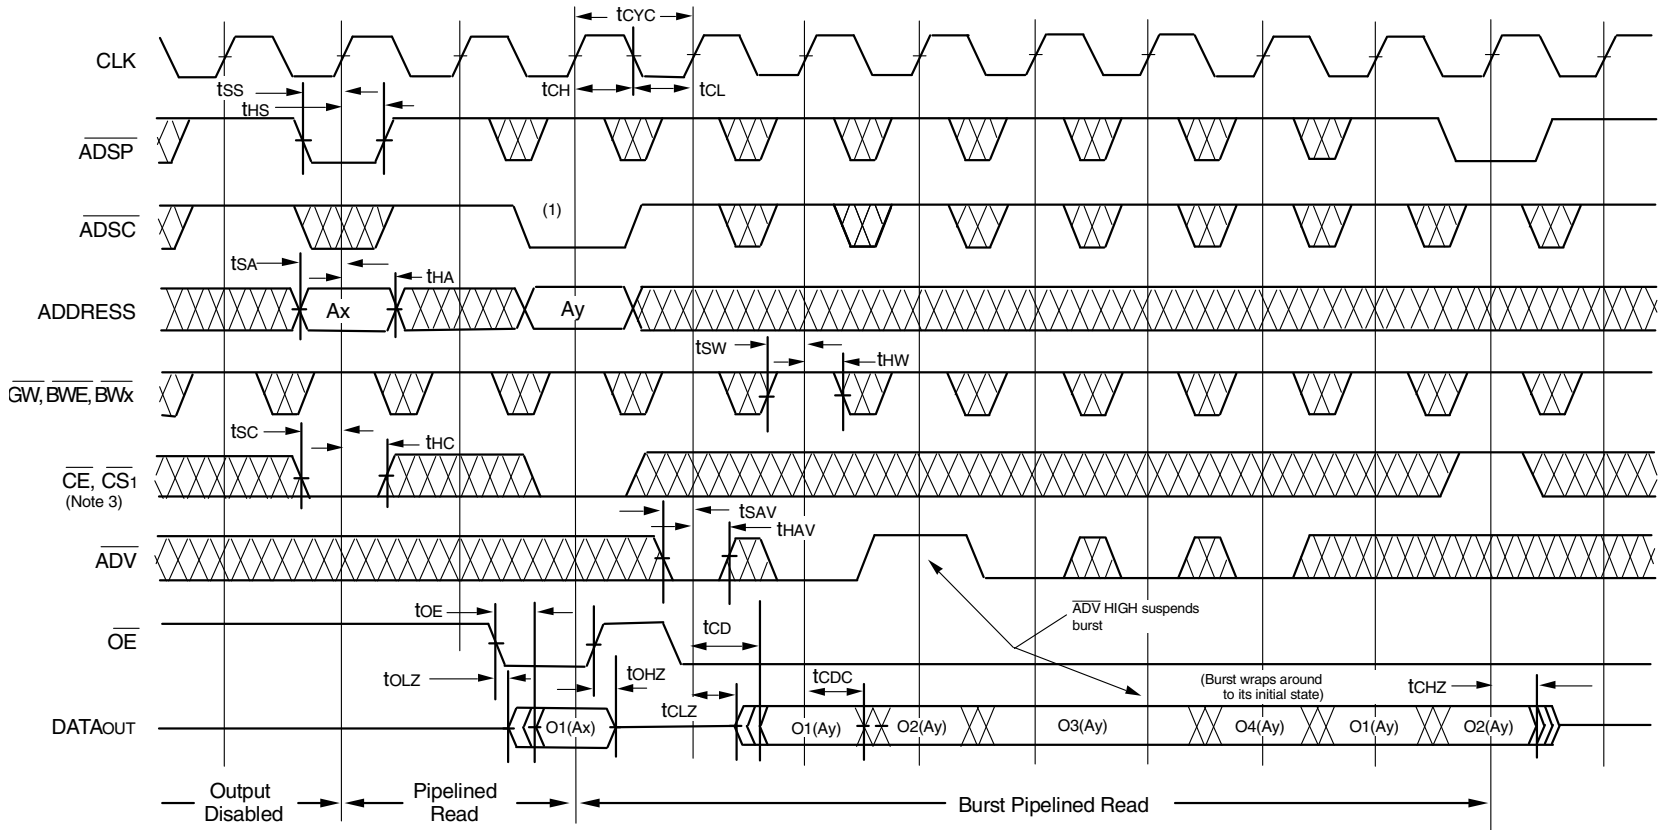 tCYC
CLK
tSS
tHS
tCH
tCL
ADSP
ADSC
(1)
tSA
tHA
ADDRESS
Ax
Ay
tSW
tHW
GW, BWE, BWx
tSC
tHC
CE, CS1
(Note 3)
tSAV
tHAV
ADV
tOE
ADV HIGH suspends
burst
OE
tCD
tOLZ
tOHZ
tCDC
(Burst wraps around
to its initial state)
tCHZ
tCLZ
DATAOUT
O1(Ax)
O1(Ay)
O2(Ay)
O3(Ay)
O4(Ay)
O1(Ay)
O2(Ay)
Output
Disabled
Pipelined
Read
Burst Pipelined Read